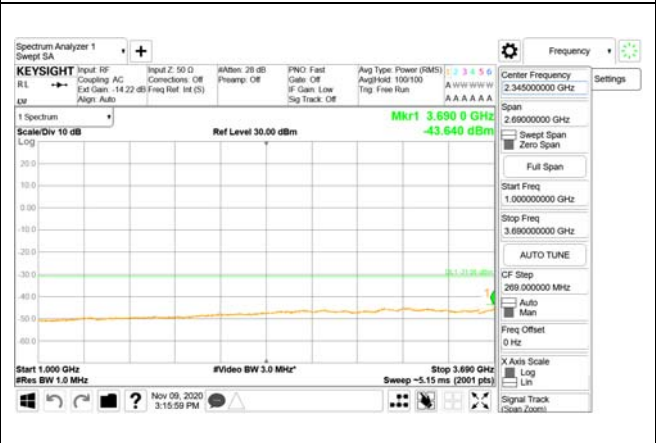 Spectrum Analyzer 1
Swept SA
Frequency
Settings
KEYSIGHT
RL
Input: RF
Coupling: AC
Ext Gain: -14.22 dB
Align: Auto
Input Z: 50 Ω
Corrections: Off
Freq Ref: Int (S)
#Atten: 28 dB
Preamp: Off
PNO: Fast
Gate: Off
IF Gain: Low
Sig Track: Off
Avg Type: Power (RMS)
Avg|Hold: 100/100
Trig: Free Run
1 2 3 4 5 6
A W W W W W
A A A A A A
1 Spectrum
Scale/Div 10 dB
Log
Ref Level 30.00 dBm
Mkr1 3.690 0 GHz
-43.640 dBm
20.0
10.0
0.00
-10.0
-20.0
-30.0
-40.0
-50.0
-60.0
1
Start 1.000 GHz
#Res BW 1.0 MHz
#Video BW 3.0 MHz*
Stop 3.690 GHz
Sweep ~5.15 ms (2001 pts)
Center Frequency
2.345000000 GHz
Span
2.69000000 GHz
Swept Span
Zero Span
Full Span
Start Freq
1.000000000 GHz
Stop Freq
3.690000000 GHz
AUTO TUNE
CF Step
269.000000 MHz
Auto
Man
Freq Offset
0 Hz
X Axis Scale
Log
Lin
Signal Track
(Span Zoom)
Nov 09, 2020
3:15:59 PM